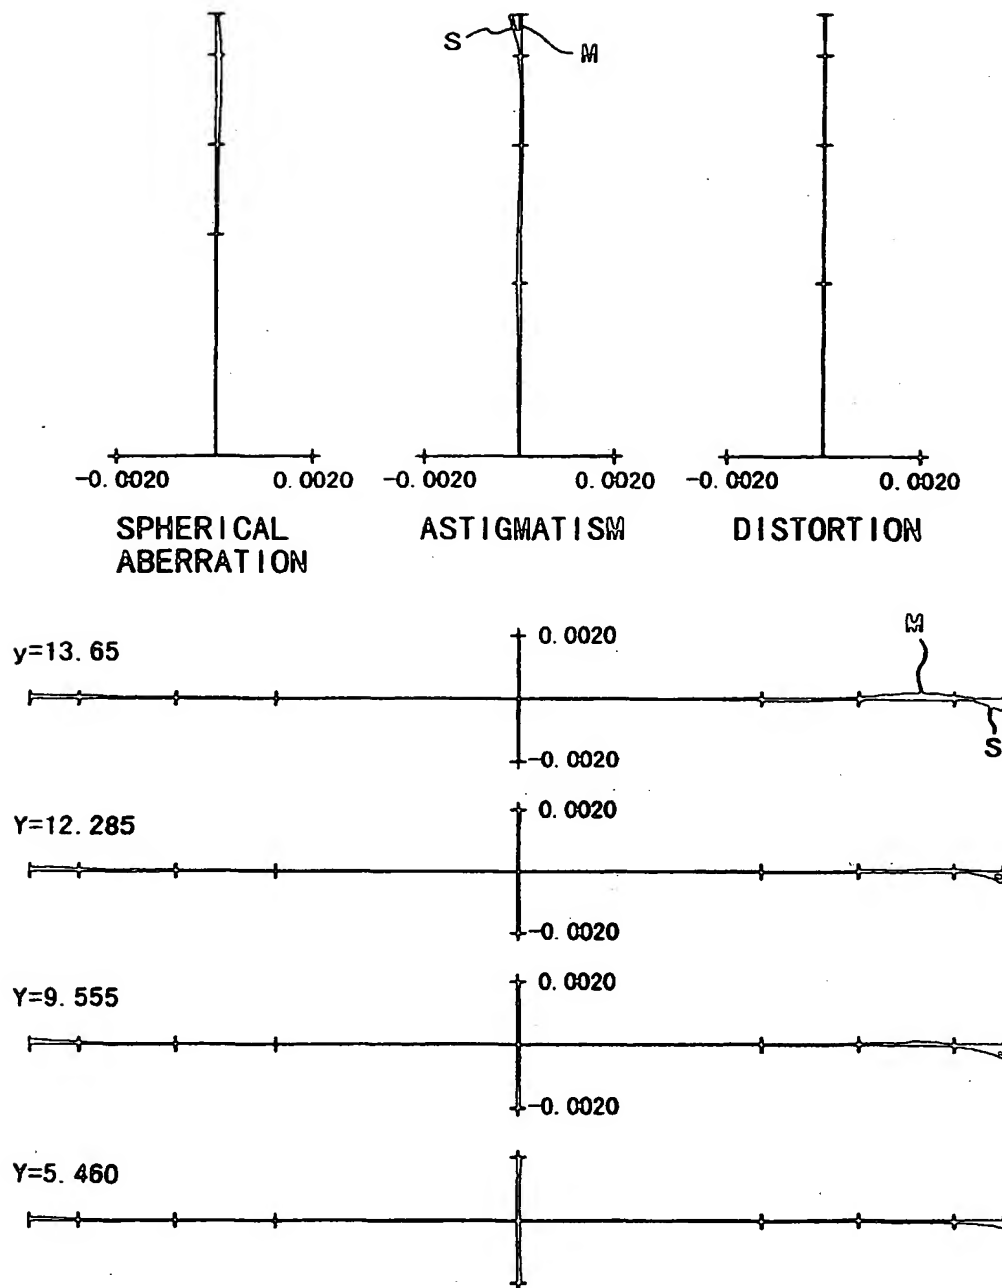 S
M
-0.0020 0.0020 -0.0020 0.0020 -0.0020 0.0020
SPHERICAL ASTIGMATISM DISTORTION
ABERRATION
M
0.0020
y=13.65
S
-0.0020
0.0020
Y=12.285
-0.0020
0.0020
Y=9.555
-0.0020
Y=5.460